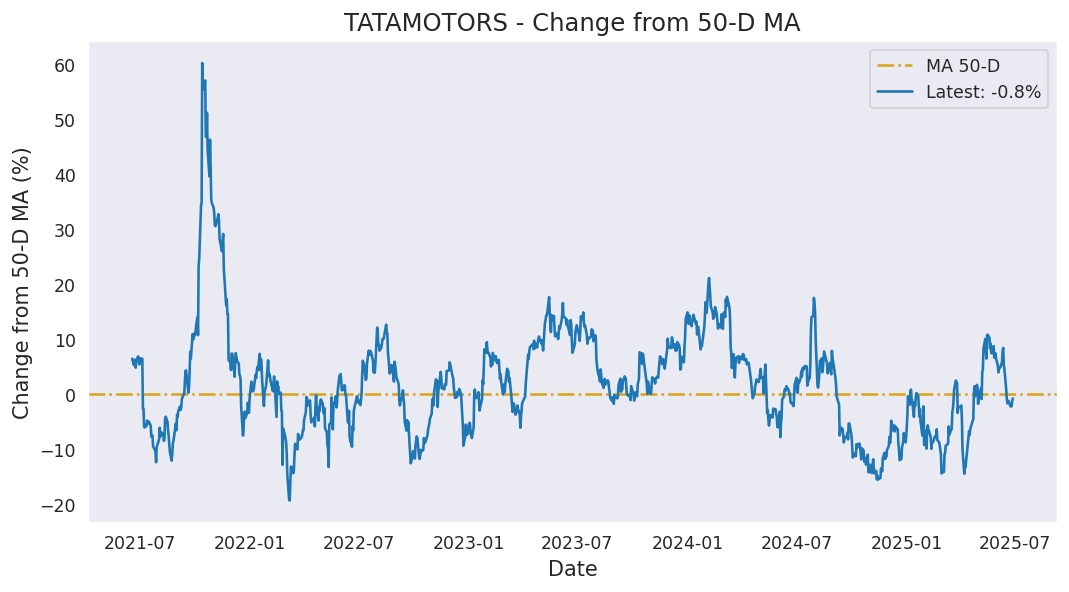 TATAMOTORS - Change from 50-D MA
MA 50-D
Latest: -0.8%
Change from 50-D MA (%)
60
50
40
30
20
10
0
−10
−20
2021-07 2022-01 2022-07 2023-01 2023-07 2024-01 2024-07 2025-01 2025-07
Date